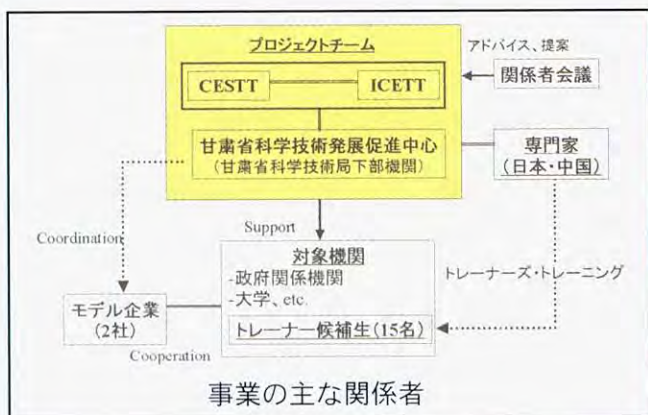 プロジェクトチーム
アドバイス、提案
CESTT
ICETT
関係者会議
甘粛省科学技術発展促進中心
(甘粛省科学技術局下部機関)
専門家
(日本・中国)
Coordination
Support
対象機関
-政府関係機関
-大学、etc.
トレーナーズ・トレーニング
モデル企業
(2社)
トレーナー候補生(15名)
Cooperation
事業の主な関係者